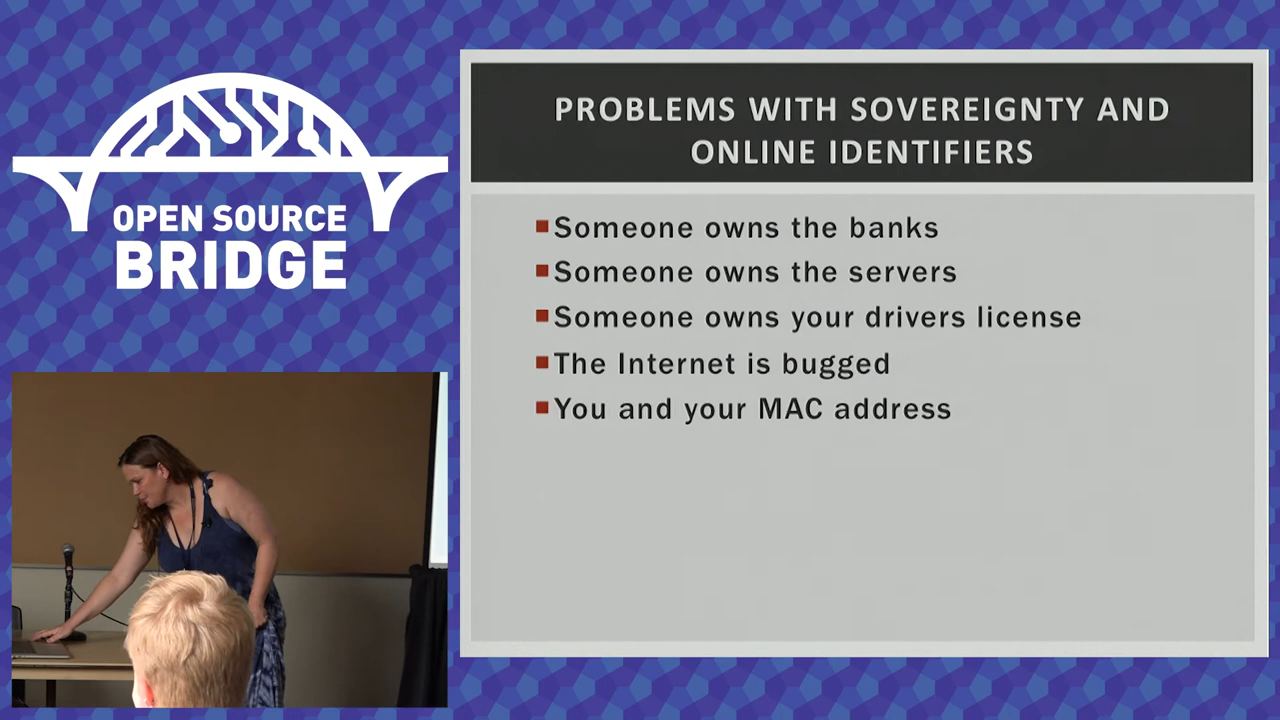 OPEN SOURCE
BRIDGE
PROBLEMS WITH SOVEREIGNTY AND
ONLINE IDENTIFIERS
Someone owns the banks
Someone owns the servers
Someone owns your drivers license
The Internet is bugged
You and your MAC address